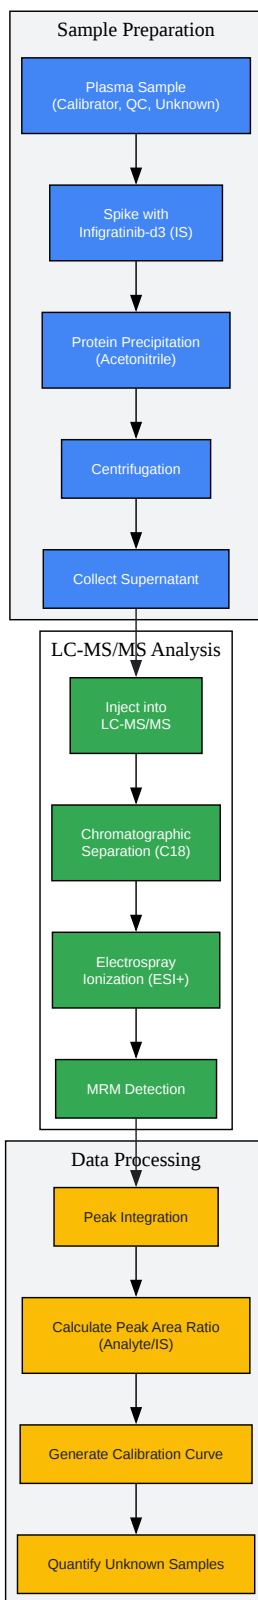 Sample Preparation
Plasma Sample
(Calibrator, QC, Unknown)
Spike with
Infigratinib-d3 (IS)
Protein Precipitation
(Acetonitrile)
Centrifugation
Collect Supernatant
LC-MS/MS Analysis
Inject into
LC-MS/MS
Chromatographic
Separation (C18)
Electrospray
Ionization (ESI+)
MRM Detection
Data Processing
Peak Integration
Calculate Peak Area Ratio
(Analyte/IS)
Generate Calibration Curve
Quantify Unknown Samples